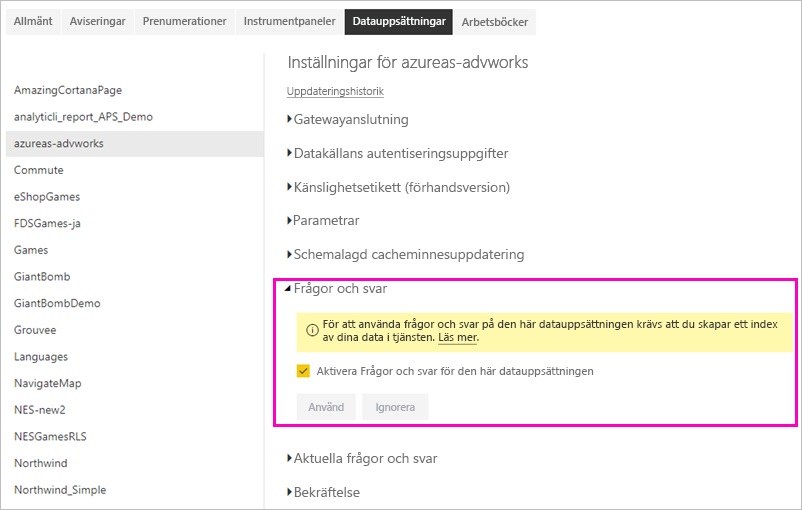 Allmänt Aviseringar Prenumerationer Instrumentpaneler Datauppsättningar Arbetsböcker
AmazingCortanaPage
analyticli_report_APS_Demo
azureas-advworks
Commute
eShopGames
FDSGames-ja
Games
GiantBomb
GiantBombDemo
Grouvee
Languages
NavigateMap
NES-new2
NESGamesRLS
Northwind
Northwind_Simple
Inställningar för azureas-advworks
Uppdateringshistorik
Gatewayanslutning
Datakällans autentiseringsuppgifter
Känslighetsetikett (förhandsversion)
Parametrar
Schemalagd cacheminnesuppdatering
Frågor och svar
För att använda frågor och svar på den här datauppsättningen krävs att du skapar ett index
av dina data i tjänsten. Läs mer.
Aktivera Frågor och svar för den här datauppsättningen
Använd Ignorera
Aktuella frågor och svar
Bekräftelse